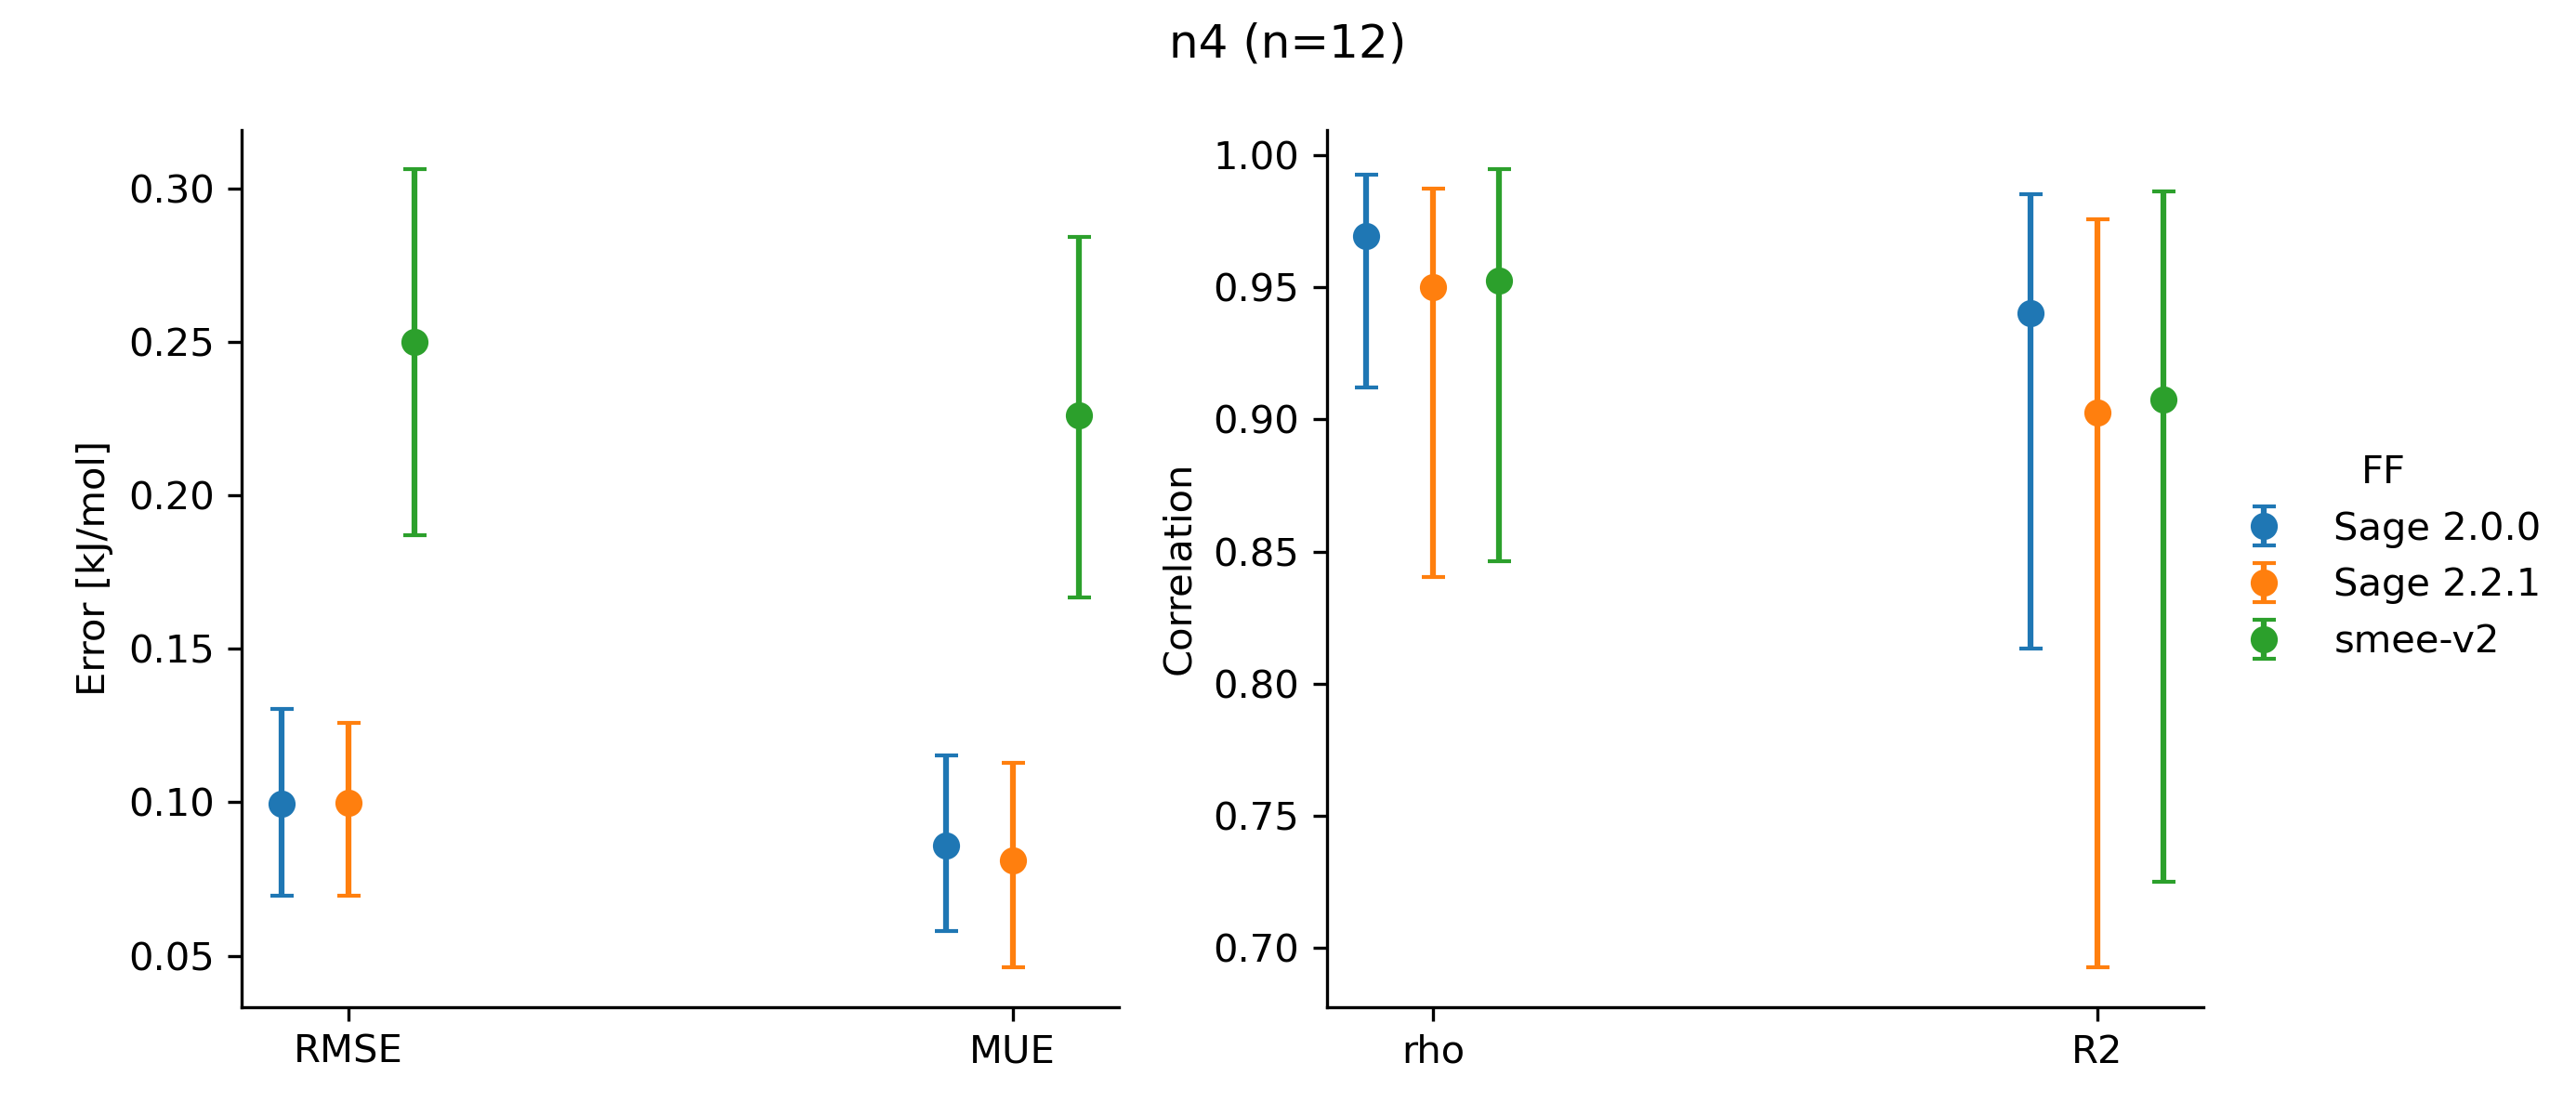 n4 (n=12)
Error [kJ/mol]
0.30
0.25
0.20
0.15
0.10
0.05
RMSE
MUE
Correlation
1.00
0.95
0.90
0.85
0.80
0.75
0.70
rho
R2
FF
Sage 2.0.0
Sage 2.2.1
smee-v2